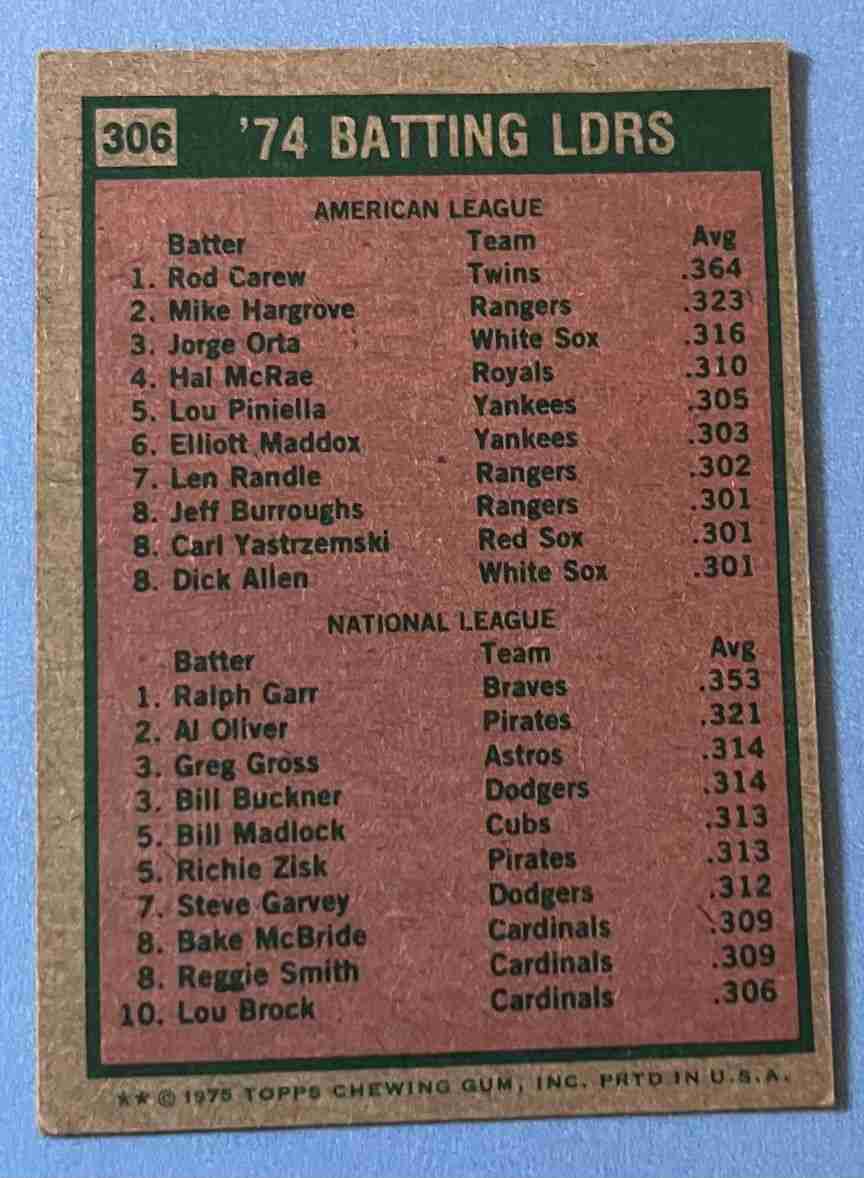 306 '74 BATTING LDRS
AMERICAN LEAGUE
Batter Team Avg
1. Rod Carew Twins .364
2. Mike Hargrove Rangers .323
3. Jorge Orta White Sox .316
4. Hal McRae Royals .310
5. Lou Piniella Yankees .305
6. Elliott Maddox Yankees .303
7. Len Randle Rangers .302
8. Jeff Burroughs Rangers .301
8. Carl Yastrzemski Red Sox .301
8. Dick Allen White Sox .301
NATIONAL LEAGUE
Batter Team Avg
1. Ralph Garr Braves .353
2. Al Oliver Pirates .321
3. Greg Gross Astros .314
3. Bill Buckner Dodgers .314
5. Bill Madlock Cubs .313
5. Richie Zisk Pirates .313
7. Steve Garvey Dodgers .312
8. Bake McBride Cardinals .309
8. Reggie Smith Cardinals .309
10. Lou Brock Cardinals .306
★★ © 1975 TOPPS CHEWING GUM, INC. PRTD IN U.S.A.